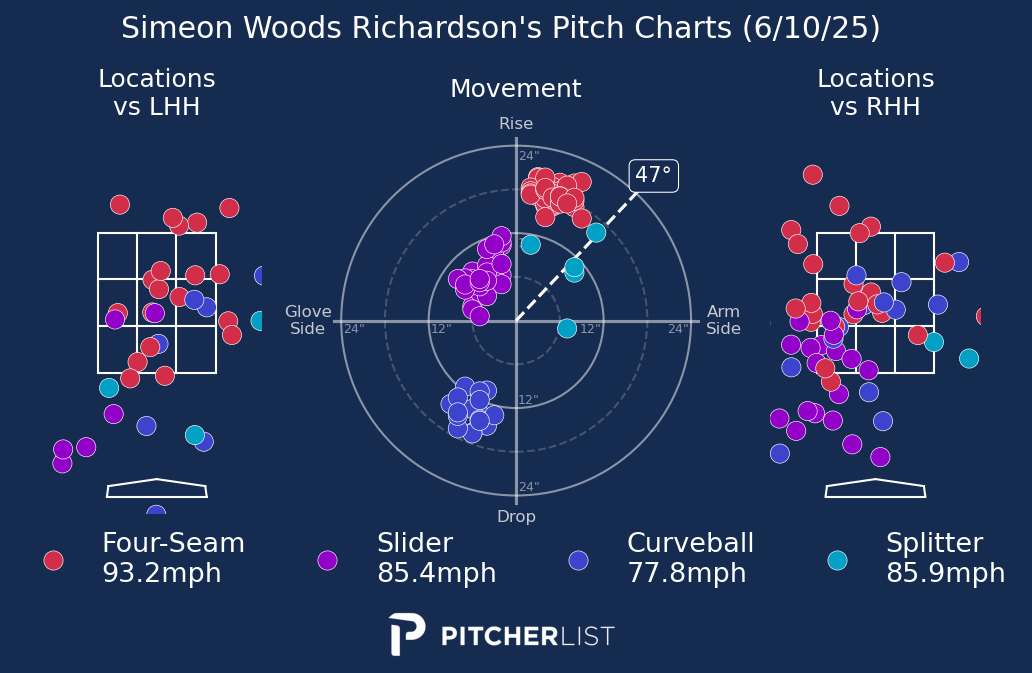 Simeon Woods Richardson's Pitch Charts (6/10/25)
Locations
vs LHH
Movement
Locations
vs RHH
Rise
24"
47°
Glove
Side
24"
12"
12"
24"
Arm
Side
12"
24"
Drop
Four-Seam
93.2mph
Slider
85.4mph
Curveball
77.8mph
Splitter
85.9mph
PITCHERLIST